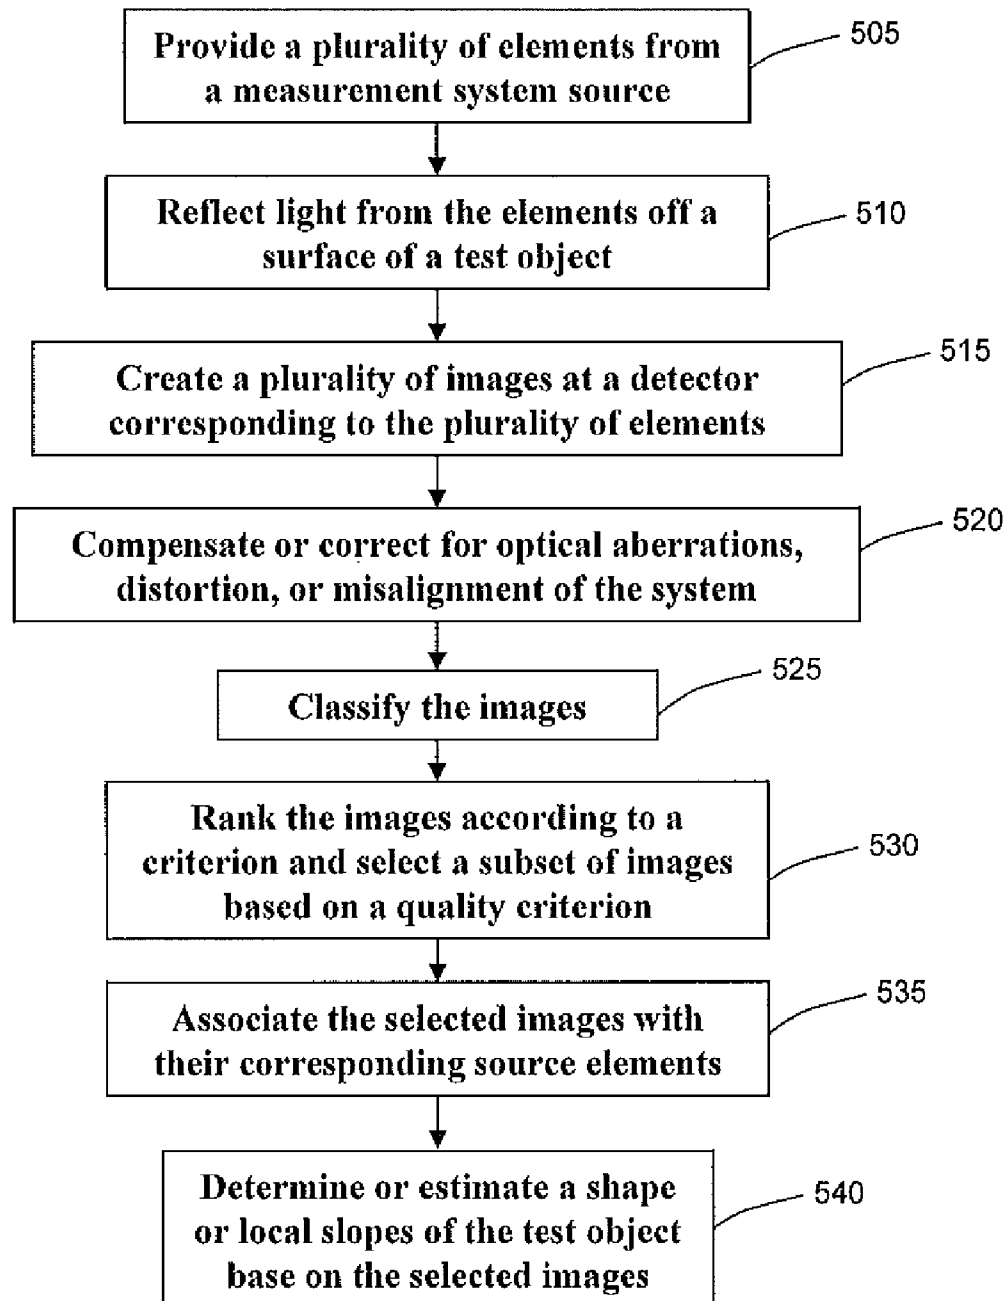 Provide a plurality of elements from
a measurement system source
505
Reflect light from the elements off a
surface of a test object
510
Create a plurality of images at a detector
corresponding to the plurality of elements
515
Compensate or correct for optical aberrations,
distortion, or misalignment of the system
520
Classify the images
525
Rank the images according to a
criterion and select a subset of images
based on a quality criterion
530
Associate the selected images with
their corresponding source elements
535
Determine or estimate a shape
or local slopes of the test object
base on the selected images
540